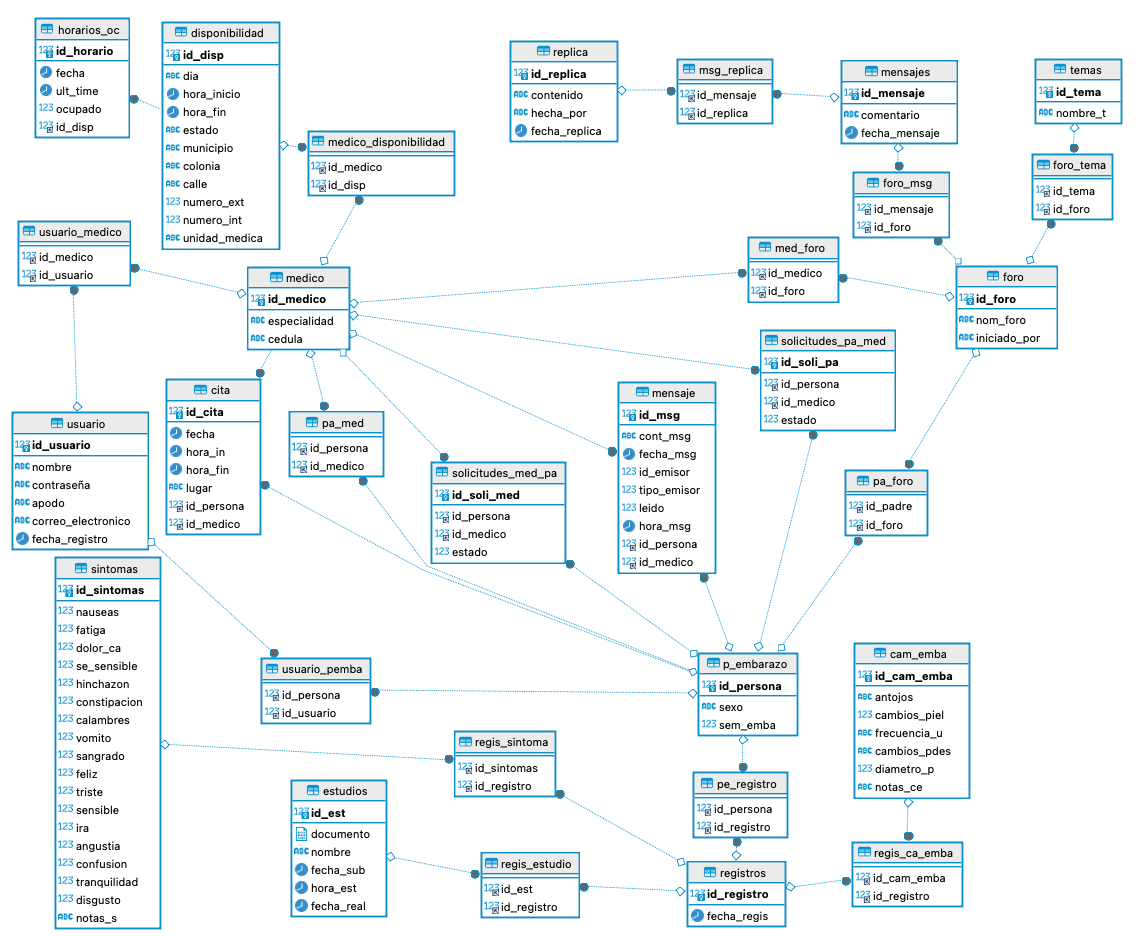 horarios_oc
id_horario
fecha
ult_time
ocupado
id_disp
disponibilidad
id_disp
dia
hora_inicio
hora_fin
estado
municipio
colonia
calle
numero_ext
numero_int
unidad_medica
medico_disponibilidad
id_medico
id_disp
replica
id_replica
contenido
hecha_por
fecha_replica
msg_replica
id_mensaje
id_replica
mensajes
id_mensaje
comentario
fecha_mensaje
temas
id_tema
nombre_t
foro_msg
id_mensaje
id_foro
foro_tema
id_tema
id_foro
usuario_medico
id_medico
id_usuario
medico
id_medico
especialidad
cedula
med_foro
id_medico
id_foro
foro
id_foro
nom_foro
iniciado_por
solicitudes_pa_med
id_soli_pa
id_persona
id_medico
estado
usuario
id_usuario
nombre
contraseña
apodo
correo_electronico
fecha_registro
cita
id_cita
fecha
hora_in
hora_fin
lugar
id_persona
id_medico
pa_med
id_persona
id_medico
solicitudes_med_pa
id_soli_med
id_persona
id_medico
estado
mensaje
id_msg
cont_msg
fecha_msg
id_emisor
tipo_emisor
leido
hora_msg
id_persona
id_medico
pa_foro
id_padre
id_foro
sintomas
id_sintomas
nauseas
fatiga
dolor_ca
se_sensible
hinchazon
constipacion
calambres
vomito
sangrado
feliz
triste
sensible
ira
angustia
confusion
tranquilidad
disgusto
notas_s
usuario_pemba
id_persona
id_usuario
p_embarazo
id_persona
sexo
sem_emba
cam_emba
id_cam_emba
antojos
cambios_piel
frecuencia_u
cambios_pdes
diametro_p
notas_ce
regis_sintoma
id_sintomas
id_registro
pe_registro
id_persona
id_registro
estudios
id_est
documento
nombre
fecha_sub
hora_est
fecha_real
regis_estudio
id_est
id_registro
registros
id_registro
fecha_regis
regis_ca_emba
id_cam_emba
id_registro